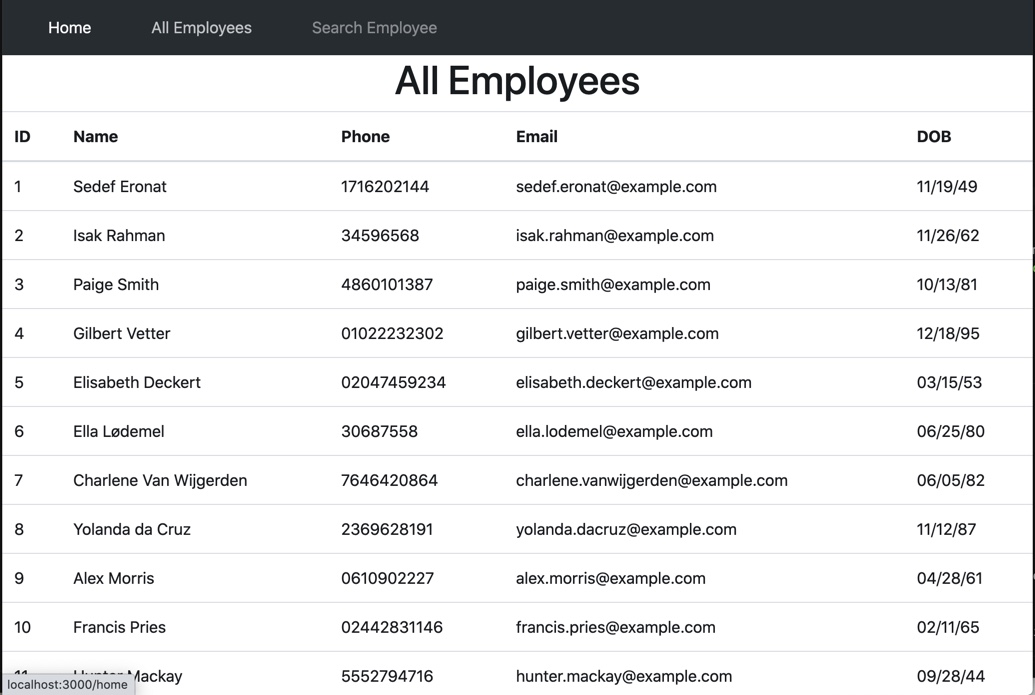 Home All Employees Search Employee
All Employees
ID Name Phone Email DOB
1 Sedef Eronat 1716202144 sedef.eronat@example.com 11/19/49
2 Isak Rahman 34596568 isak.rahman@example.com 11/26/62
3 Paige Smith 4860101387 paige.smith@example.com 10/13/81
4 Gilbert Vetter 01022232302 gilbert.vetter@example.com 12/18/95
5 Elisabeth Deckert 02047459234 elisabeth.deckert@example.com 03/15/53
6 Ella Lødemel 30687558 ella.lodemel@example.com 06/25/80
7 Charlene Van Wijgerden 7646420864 charlene.vanwijgerden@example.com 06/05/82
8 Yolanda da Cruz 2369628191 yolanda.dacruz@example.com 11/12/87
9 Alex Morris 0610902227 alex.morris@example.com 04/28/61
10 Francis Pries 02442831146 francis.pries@example.com 02/11/65
11 Hunter Mackay 5552794716 hunter.mackay@example.com 09/28/44
localhost:3000/home